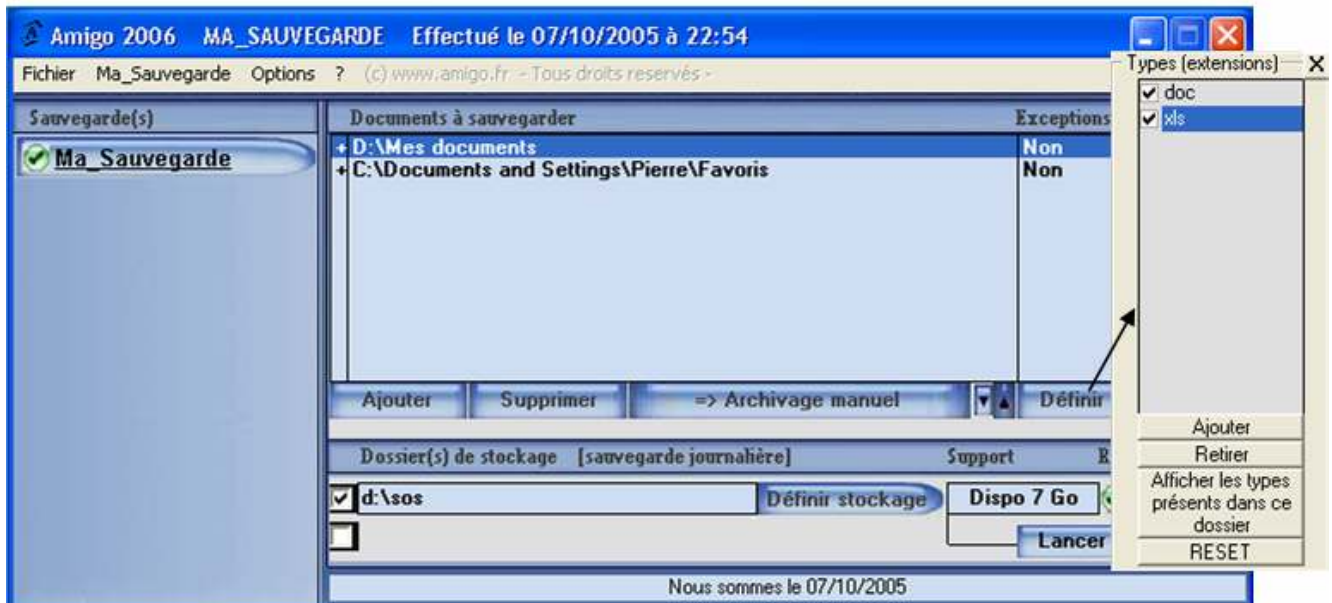 Amigo 2006 MA_SAUVEGARDE Effectué le 07/10/2005 à 22:54
Fichier Ma_Sauvegarde Options ? (c) www.amigo.fr - Tous droits reservés -
Sauvegarde(s)
Ma_Sauvegarde
Documents à sauvegarder Exceptions
+ D:\Mes documents Non
+ C:\Documents and Settings\Pierre\Favoris Non
Ajouter Supprimer => Archivage manuel Définir
Dossier(s) de stockage [sauvegarde journalière] Support R
d:\sos Définir stockage Dispo 7 Go
Lancer
Nous sommes le 07/10/2005
Types (extensions) X
doc
xls
Ajouter
Retirer
Afficher les types
présents dans ce
dossier
RESET